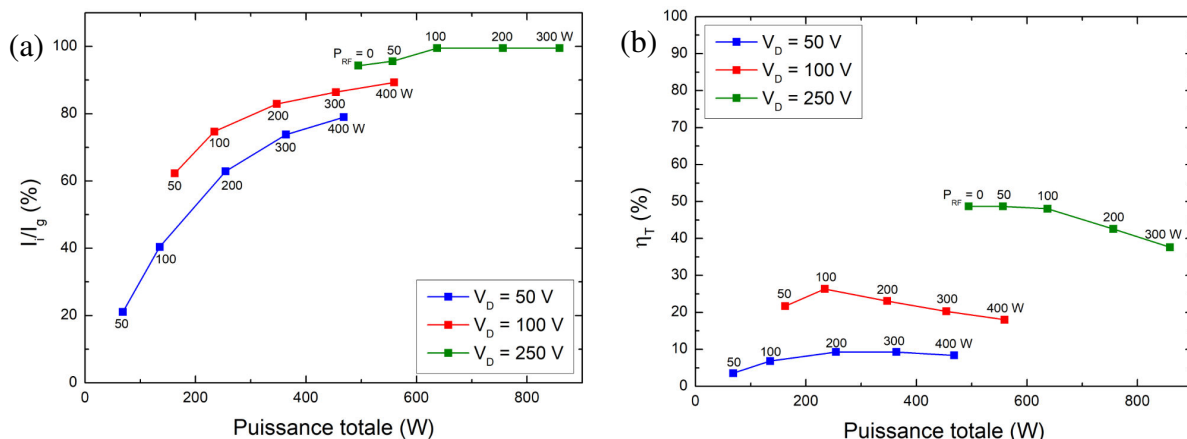 (a)
100
80
60
40
20
0
I_i/I_g (%)
P_RF = 0
50
100
200
300 W
50
100
200
300
400 W
50
100
200
300
400 W
V_D = 50 V
V_D = 100 V
V_D = 250 V
0
200
400
600
800
Puissance totale (W)
(b)
100
90
80
70
60
50
40
30
20
10
0
η_T (%)
V_D = 50 V
V_D = 100 V
V_D = 250 V
P_RF = 0
50
100
200
300 W
50
100
200
300
400 W
50
100
200
300
400 W
0
200
400
600
800
Puissance totale (W)